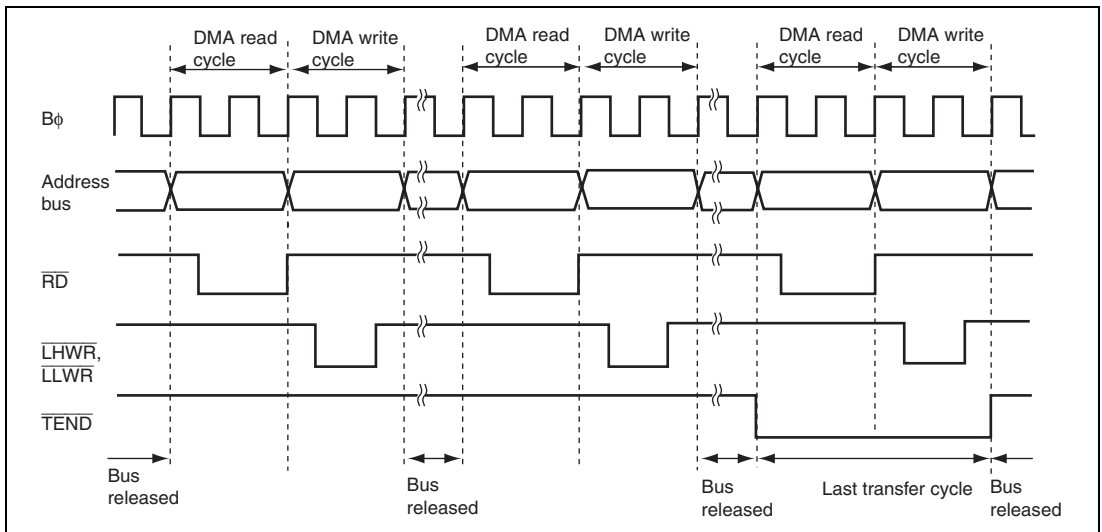 DMA read cycle
DMA write cycle
DMA read cycle
DMA write cycle
DMA read cycle
DMA write cycle
Bϕ
Address bus
RD
LHWR,
LLWR
TEND
Bus released
Bus released
Bus released
Last transfer cycle
Bus released